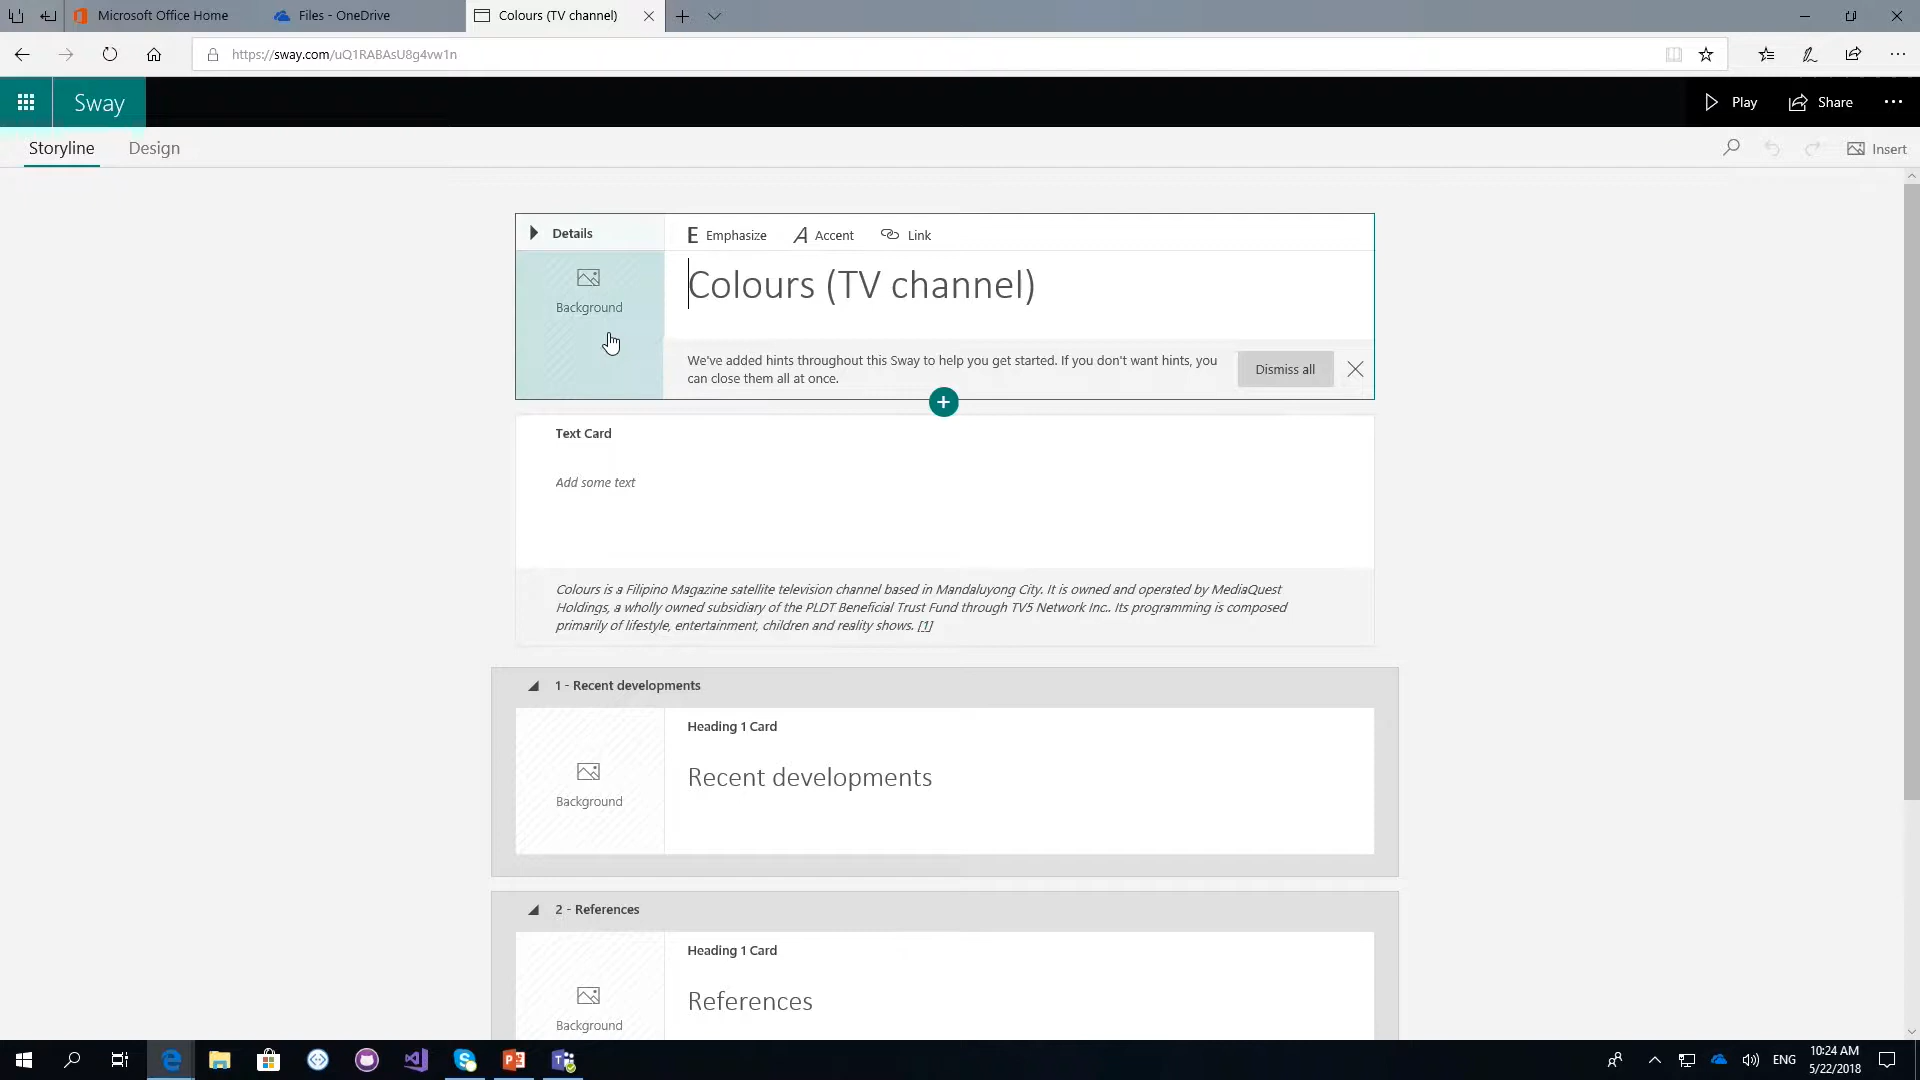 Microsoft Office Home
Files - OneDrive
Colours (TV channel)
https://sway.com/uQ1RABAsU8g4vw1n
Sway
Play
Share
Storyline
Design
Insert
Details
E Emphasize
A Accent
Link
Background
Colours (TV channel)
We've added hints throughout this Sway to help you get started. If you don't want hints, you
can close them all at once.
Dismiss all
Text Card
Add some text
Colours is a Filipino Magazine satellite television channel based in Mandaluyong City. It is owned and operated by MediaQuest
Holdings, a wholly owned subsidiary of the PLDT Beneficial Trust Fund through TV5 Network Inc.. Its programming is composed
primarily of lifestyle, entertainment, children and reality shows. [1]
1 - Recent developments
Heading 1 Card
Background
Recent developments
2 - References
Heading 1 Card
Background
References
ENG
10:24 AM
5/22/2018